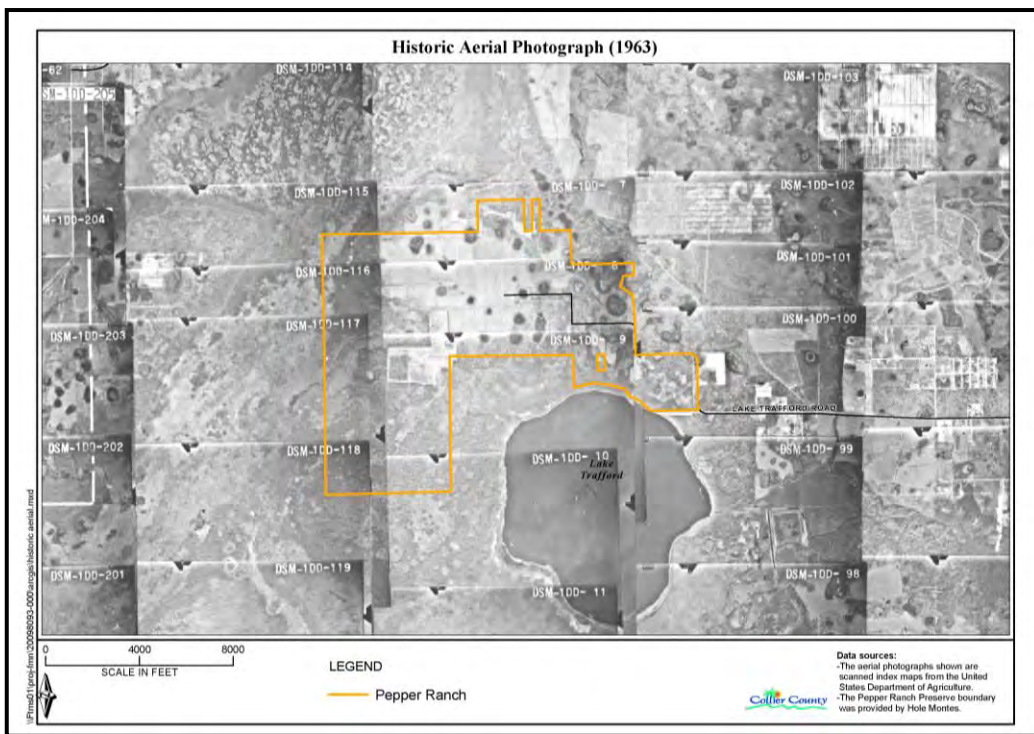 Historic Aerial Photograph (1963)
-62
DSM-1DD-114
DSM-1DD-103
SM-1DD-205
DSM-1DD-115
DSM-1DD- 7
DSM-1DD-102
M-1DD-204
DSM-1DD-116
DSM-1DD- 8
DSM-1DD-101
DSM-1DD-203
DSM-1DD-117
DSM-1DD- 9
DSM-1DD-100
LAKE TRAFFORD ROAD
DSM-1DD-202
DSM-1DD-118
DSM-1DD- 10
DSM-1DD-99
Lake
Trafford
DSM-1DD-201
DSM-1DD-119
DSM-1DD- 11
DSM-1DD- 98
0 4000 8000
SCALE IN FEET
LEGEND
Pepper Ranch
Collier County
Data sources:
-The aerial photographs shown are
scanned index maps from the United
States Department of Agriculture.
-The Pepper Ranch Preserve boundary
was provided by Hole Montes.